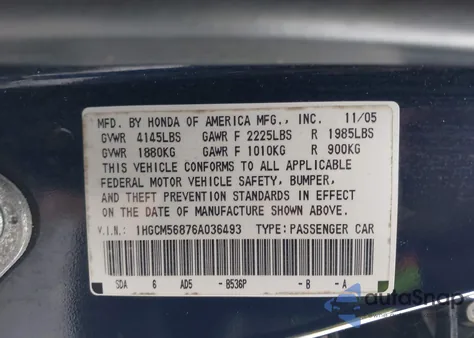 MFD. BY HONDA OF AMERICA MFG., INC. 11/05
GVWR 4145LBS GAWR F 2225LBS R 1985LBS
GVWR 1880KG GAWR F 1010KG R 900KG
THIS VEHICLE CONFORMS TO ALL APPLICABLE
FEDERAL MOTOR VEHICLE SAFETY, BUMPER,
AND THEFT PREVENTION STANDARDS IN EFFECT
ON THE DATE OF MANUFACTURE SHOWN ABOVE.
V.I.N: 1HGCM56876A036493 TYPE: PASSENGER CAR
SDA 6 AD5 - B536P - B - A
autoSnap